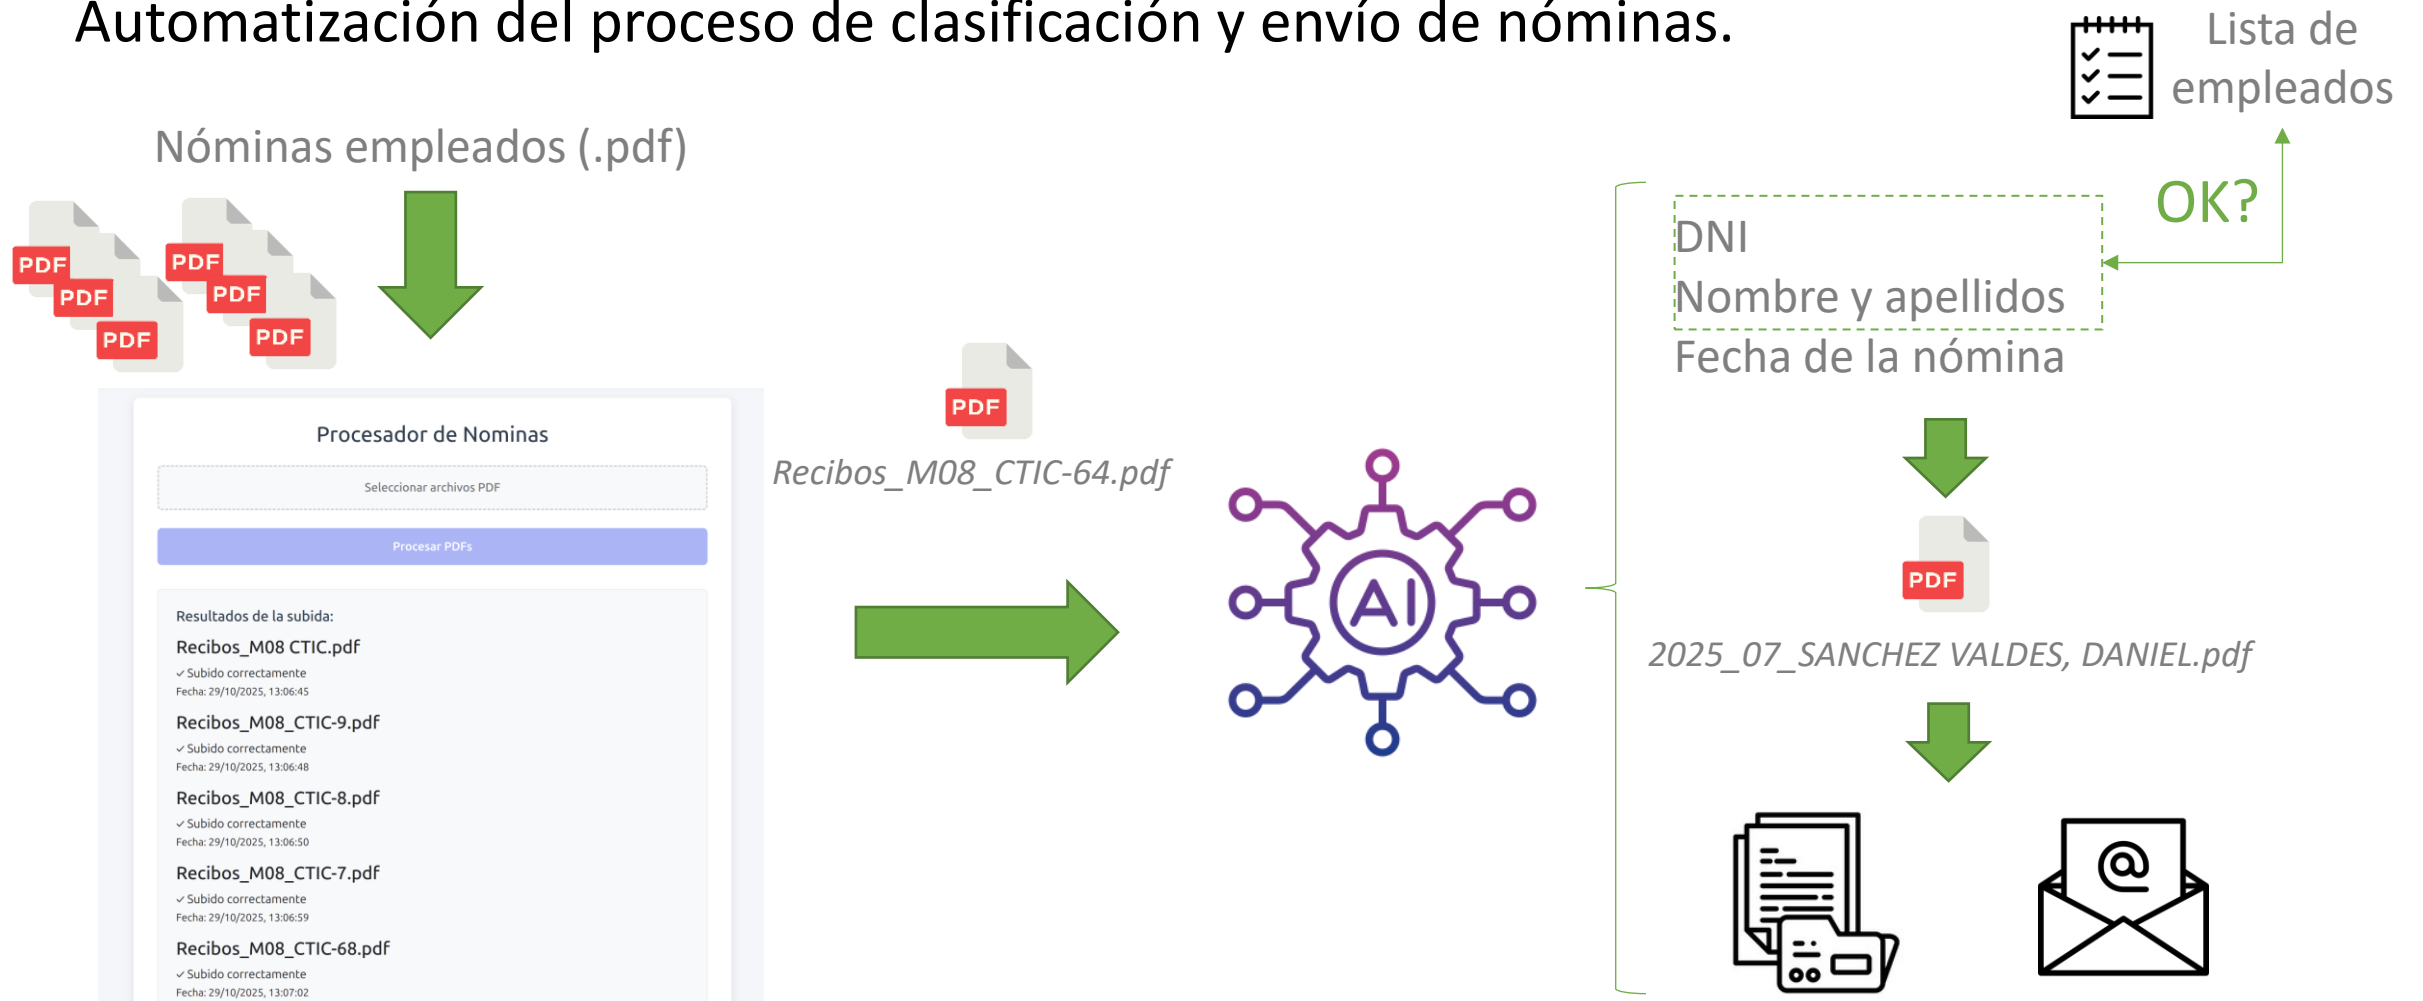 Automatización del proceso de clasificación y envío de nóminas.
Lista de
empleados
Nóminas empleados (.pdf)
OK?
PDF
PDF
PDF
PDF
PDF
PDF
DNI
Nombre y apellidos
Fecha de la nómina
PDF
Recibos_M08_CTIC-64.pdf
Procesador de Nominas
Seleccionar archivos PDF
Procesar PDFs
Resultados de la subida:
Recibos_M08 CTIC.pdf
✓ Subido correctamente
Fecha: 29/10/2025, 13:06:45
Recibos_M08_CTIC-9.pdf
✓ Subido correctamente
Fecha: 29/10/2025, 13:06:48
Recibos_M08_CTIC-8.pdf
✓ Subido correctamente
Fecha: 29/10/2025, 13:06:50
Recibos_M08_CTIC-7.pdf
✓ Subido correctamente
Fecha: 29/10/2025, 13:06:59
Recibos_M08_CTIC-68.pdf
✓ Subido correctamente
Fecha: 29/10/2025, 13:07:02
AI
PDF
2025_07_SANCHEZ VALDES, DANIEL.pdf
@